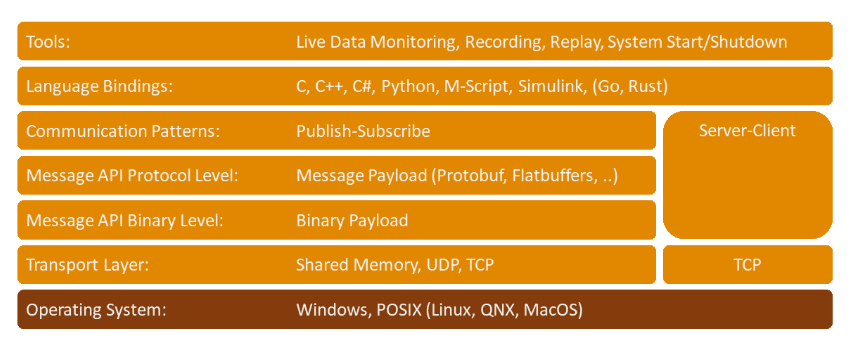 Tools: Live Data Monitoring, Recording, Replay, System Start/Shutdown
Language Bindings: C, C++, C#, Python, M-Script, Simulink, (Go, Rust)
Communication Patterns: Publish-Subscribe Server-Client
Message API Protocol Level: Message Payload (Protobuf, Flatbuffers, ..)
Message API Binary Level: Binary Payload
Transport Layer: Shared Memory, UDP, TCP TCP
Operating System: Windows, POSIX (Linux, QNX, MacOS)